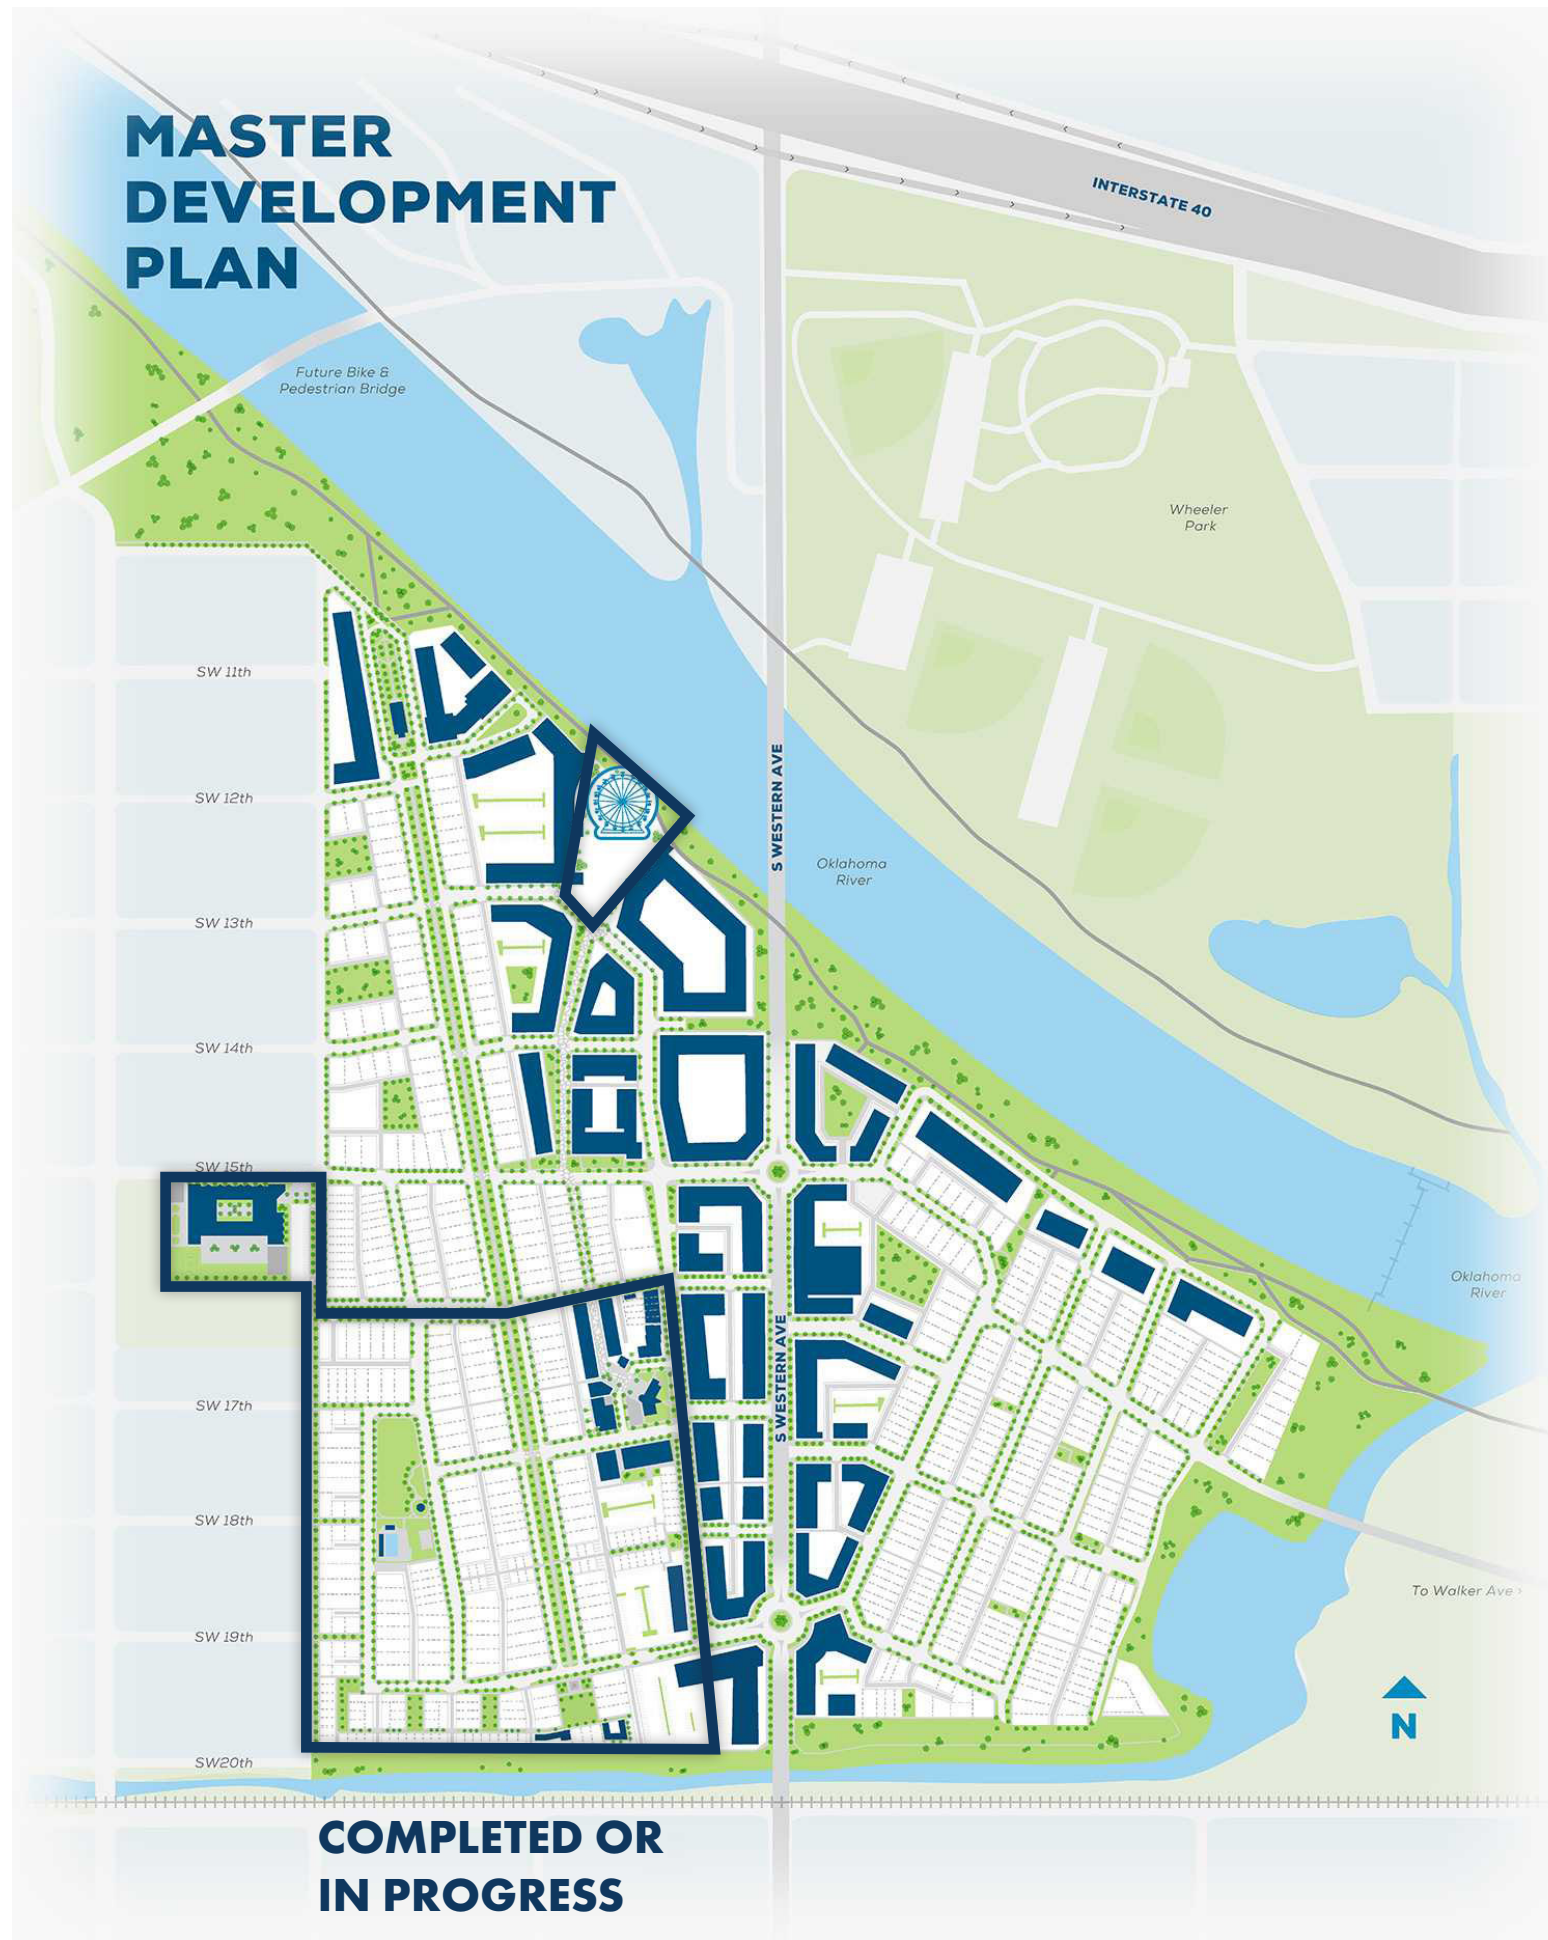 MASTER
DEVELOPMENT
PLAN
INTERSTATE 40
Future Bike &
Pedestrian Bridge
Wheeler
Park
SW 11th
S WESTERN AVE
SW 12th
Oklahoma
River
SW 13th
SW 14th
SW 15th
Oklahoma
River
S WESTERN AVE
SW 17th
SW 18th
To Walker Ave >
SW 19th
N
SW20th
COMPLETED OR
IN PROGRESS